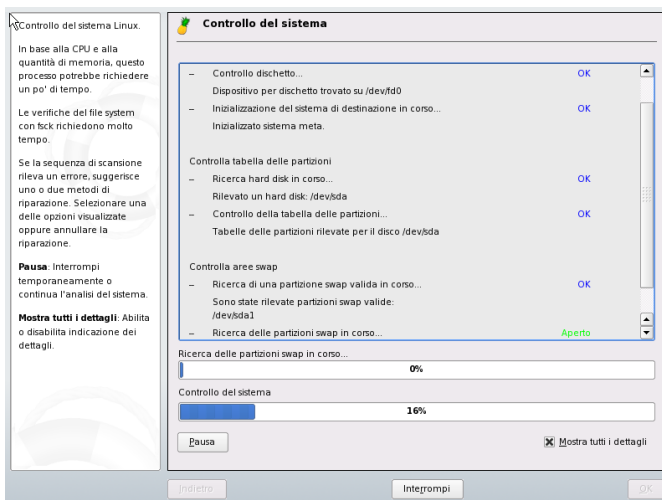 Controllo del sistema Linux.
In base alla CPU e alla
quantità di memoria, questo
processo potrebbe richiedere
un po' di tempo.
Le verifiche del file system
con fsck richiedono molto
tempo.
Se la sequenza di scansione
rileva un errore, suggerisce
uno o due metodi di
riparazione. Selezionare una
delle opzioni visualizzate
oppure annullare la
riparazione.
Pausa: Interrompi
temporaneamente o
continua l'analisi del sistema.
Mostra tutti i dettagli: Abilita
o disabilita indicazione dei
dettagli.
Controllo del sistema
– Controllo dischetto... OK
Dispositivo per dischetto trovato su /dev/fd0
– Inizializzazione del sistema di destinazione in corso... OK
Inizializzato sistema meta.
Controlla tabella delle partizioni
– Ricerca hard disk in corso... OK
Rilevato un hard disk: /dev/sda
– Controllo della tabella delle partizioni... OK
Tabelle delle partizioni rilevate per il disco /dev/sda
Controlla aree swap
– Ricerca di una partizione swap valida in corso... OK
Sono state rilevate partizioni swap valide:
/dev/sda1
– Ricerca delle partizioni swap in corso... Aperto
Ricerca delle partizioni swap in corso...
0%
Controllo del sistema
16%
Pausa
Mostra tutti i dettagli
Indietro
Interrompi
OK